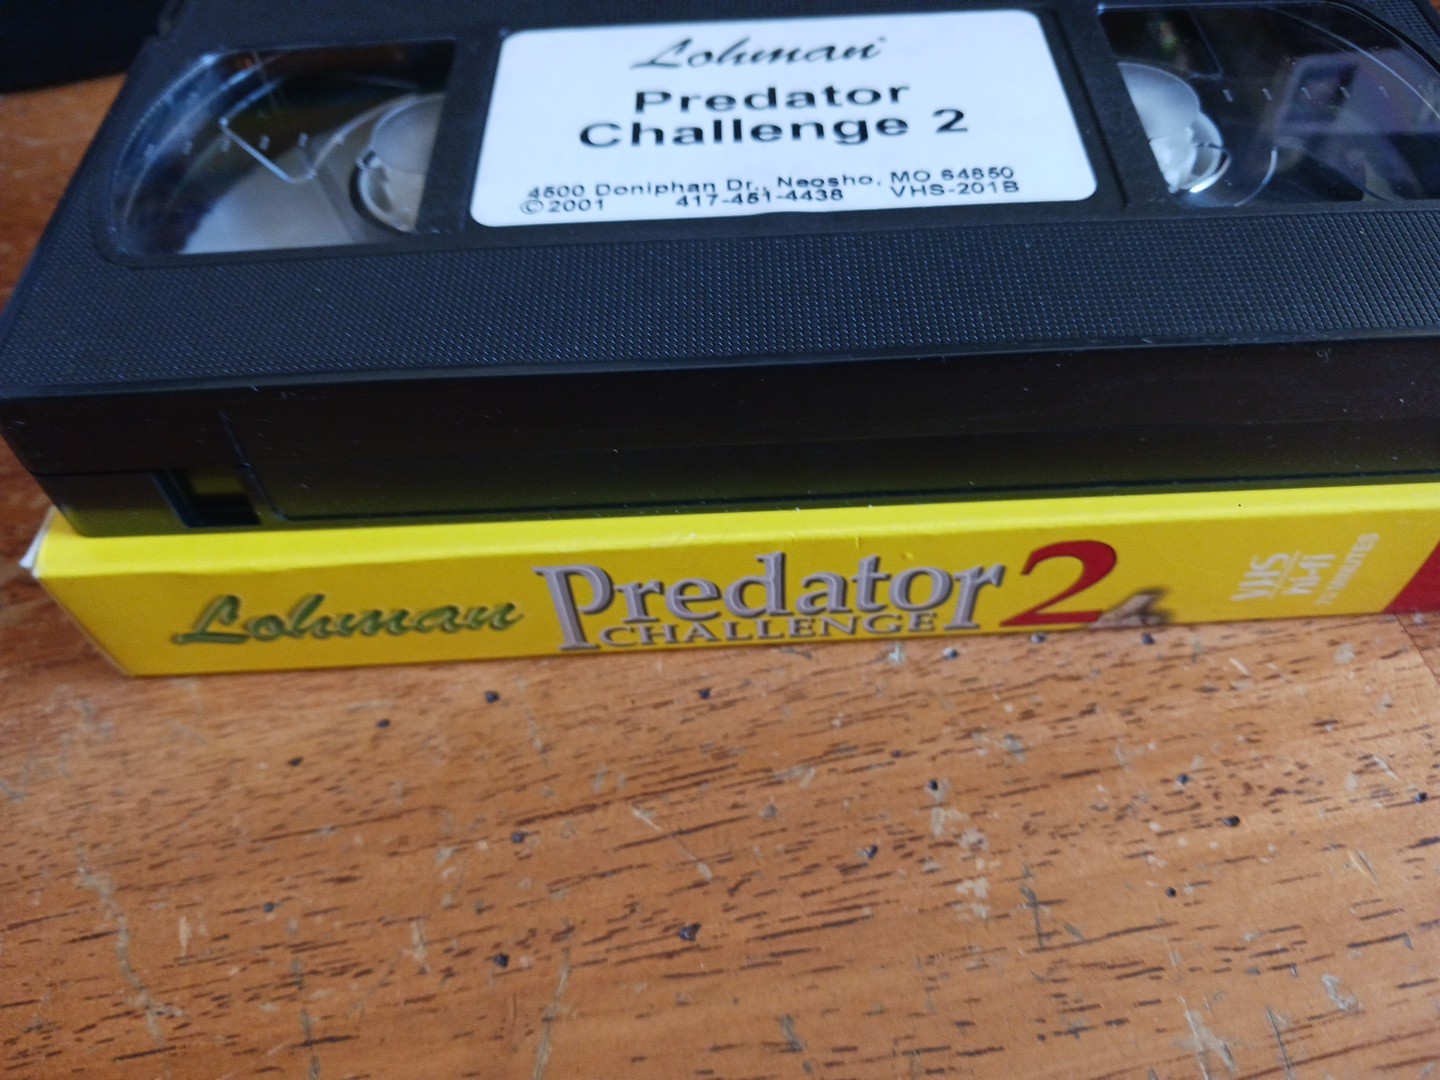 Lohman®
Predator
Challenge 2
4500 Doniphan Dr., Neosho, MO 64850
©2001 417-451-4438 VHS-201B
Lohman Predator 2
CHALLENGE
VHS
Hi-fi
MINUTES